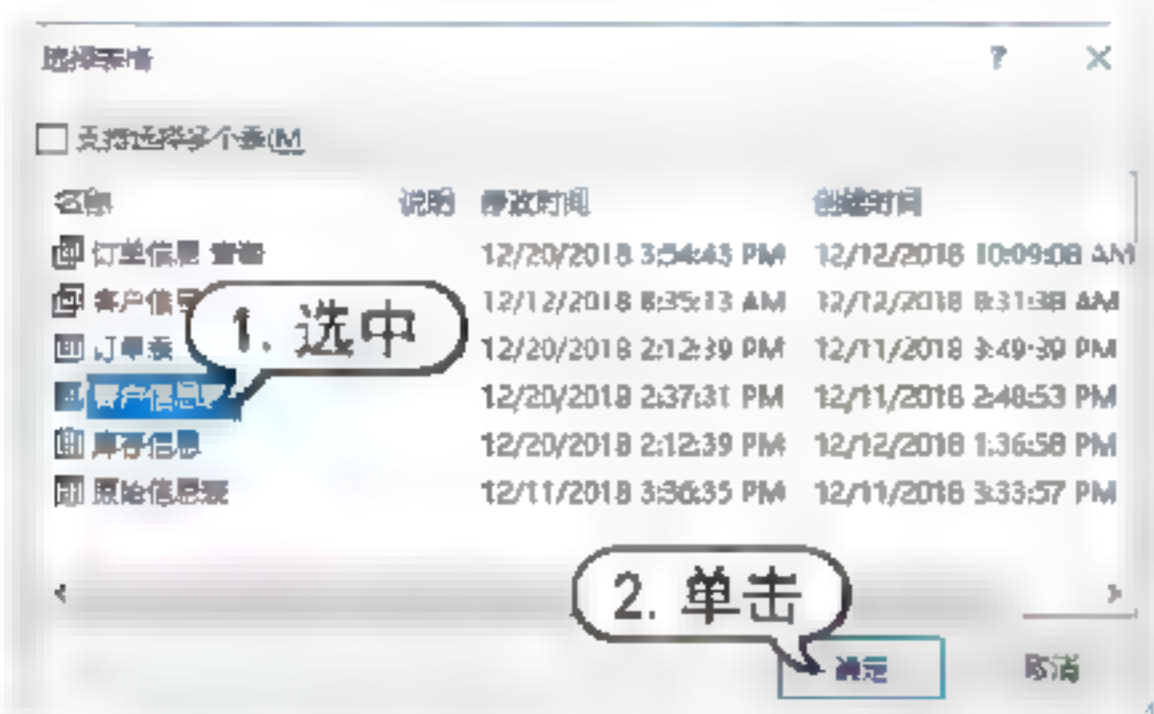 选择表格 ? ×
支持选择多个表(M
名称 说明 修改时间 创建时间
订单信息 查询 12/20/2018 3:54:43 PM 12/12/2018 10:09:08 AM
客户信息 12/12/2018 8:35:13 AM 12/12/2018 8:31:38 AM
1. 选中
订单表 12/20/2018 2:12:39 PM 12/11/2018 3:49:39 PM
客户信息表 12/20/2018 2:37:31 PM 12/11/2018 2:48:53 PM
库存信息 12/20/2018 2:12:39 PM 12/12/2018 1:36:58 PM
原始信息表 12/11/2018 3:36:35 PM 12/11/2018 3:33:57 PM
2. 单击
确定 取消